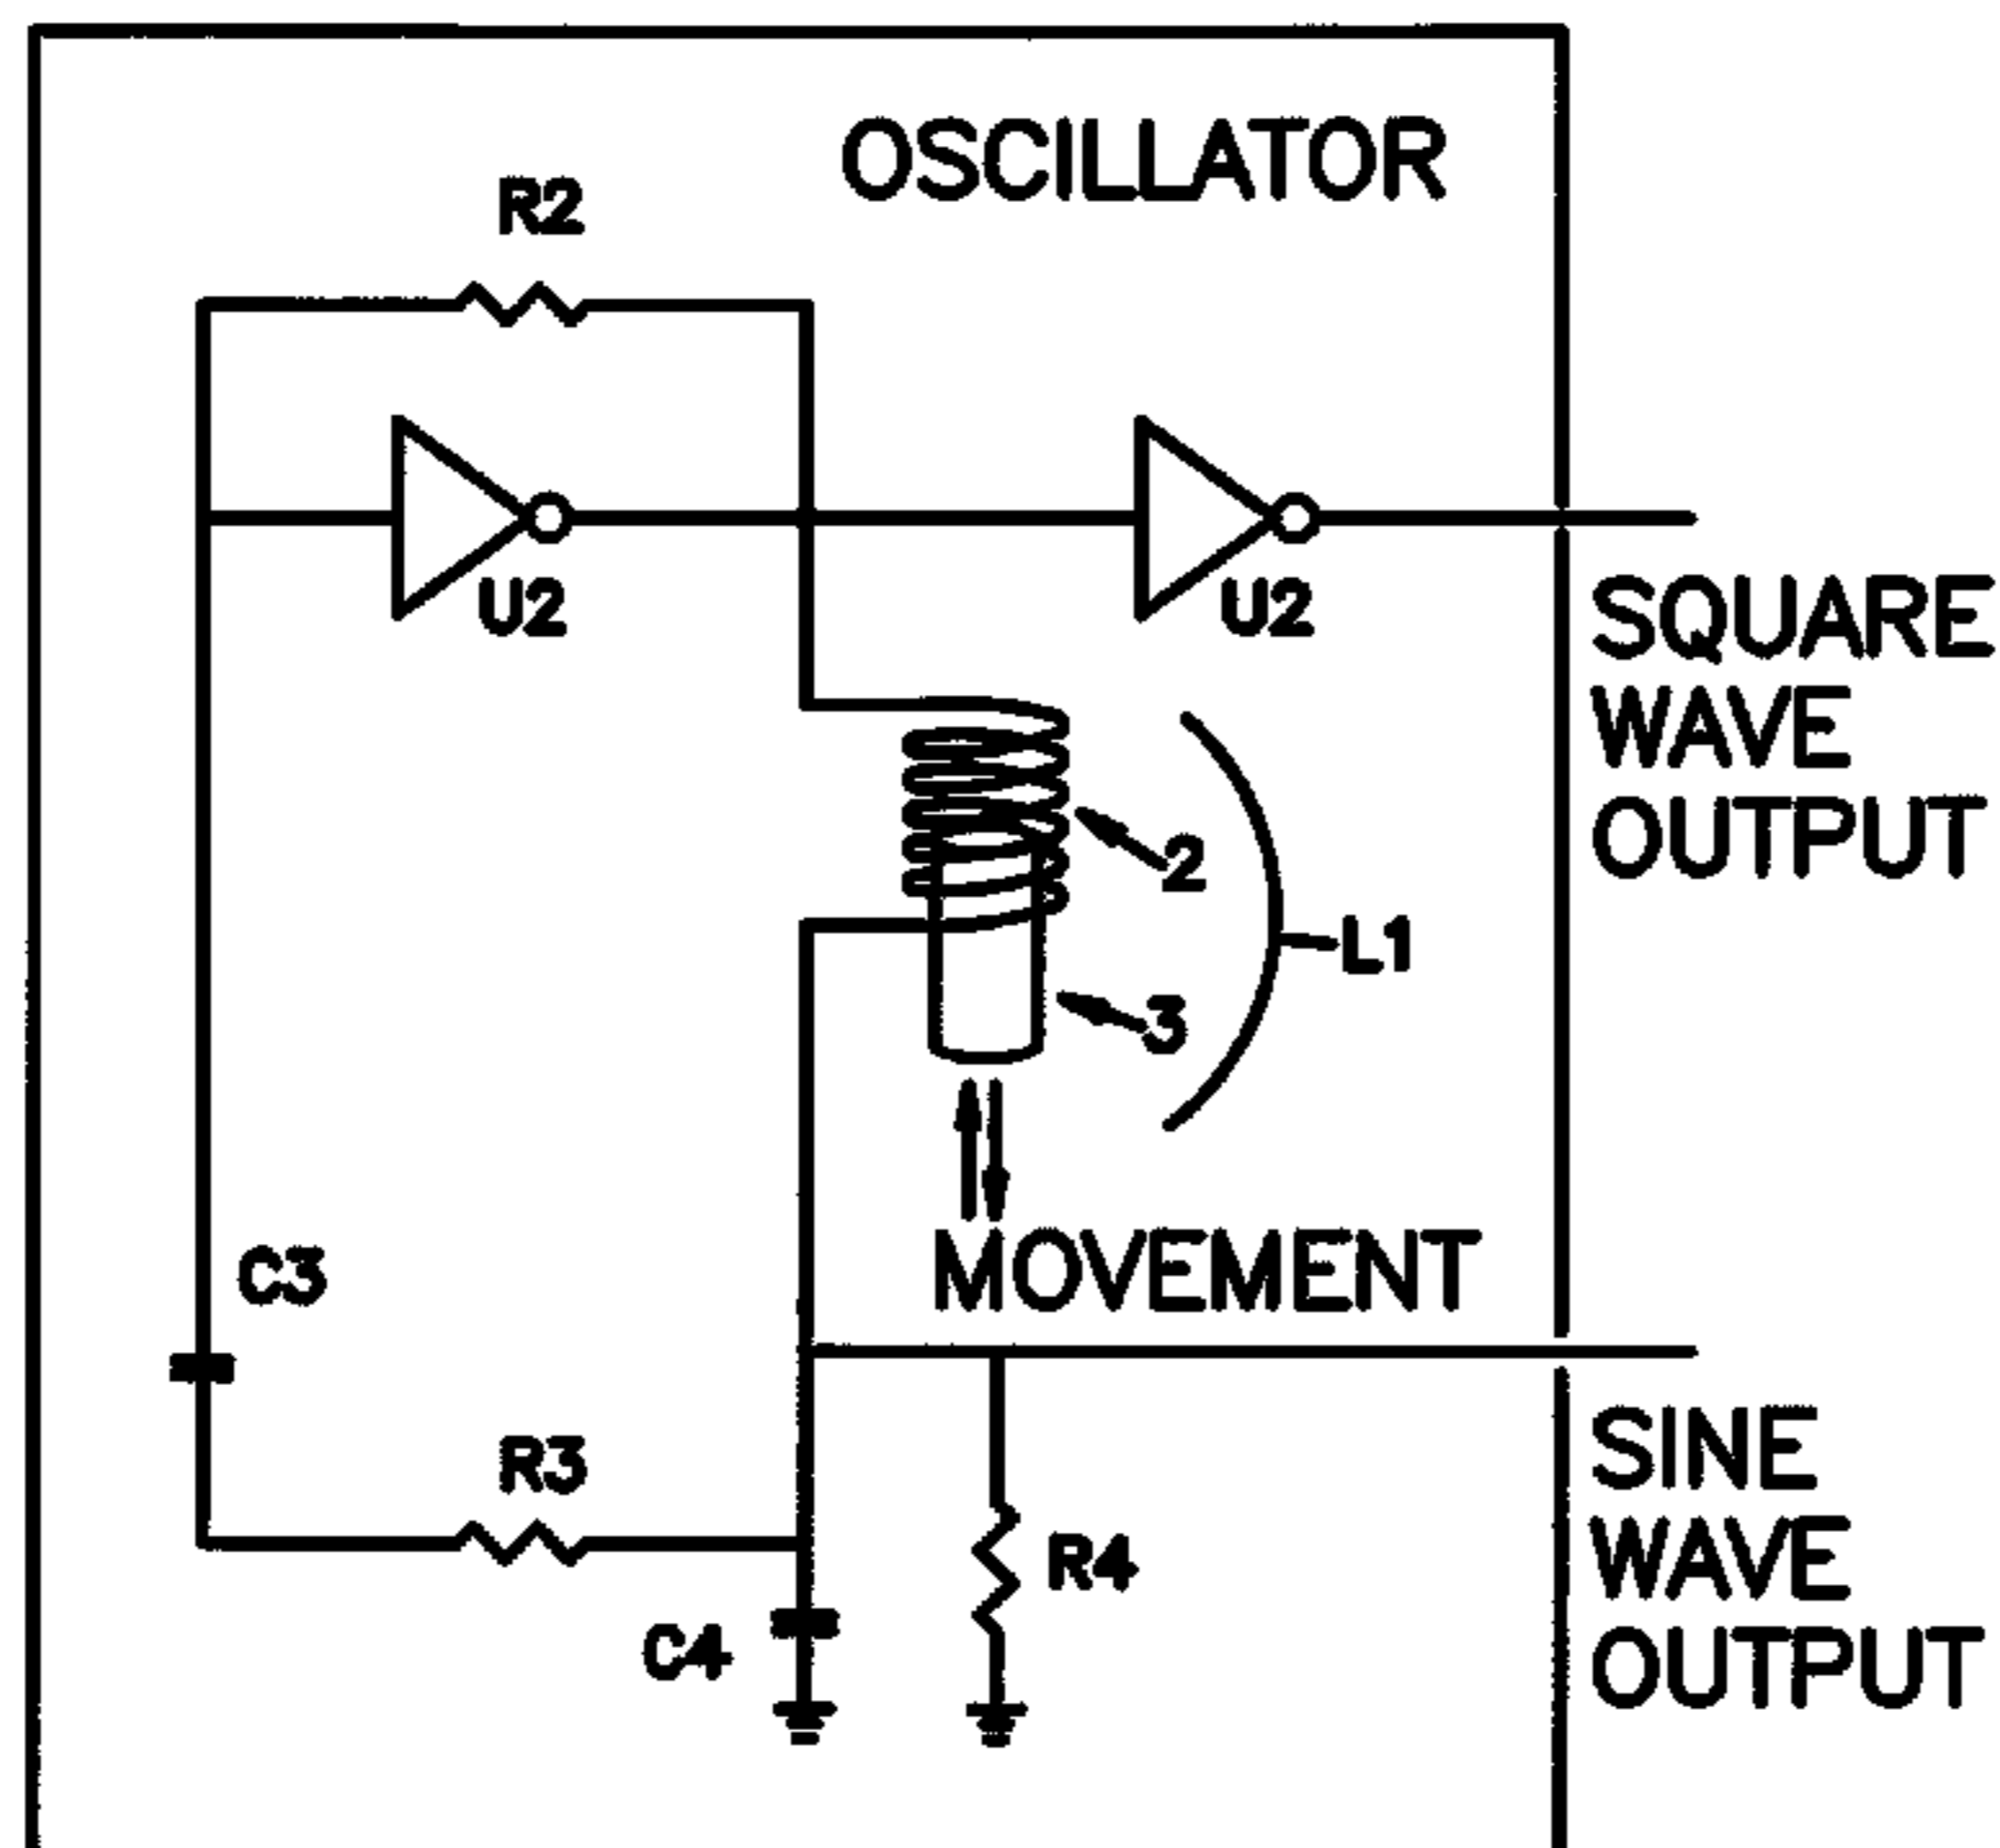 OSCILLATOR
R2
U2
U2
SQUARE
WAVE
OUTPUT
2
L1
3
MOVEMENT
C3
R3
R4
C4
SINE
WAVE
OUTPUT